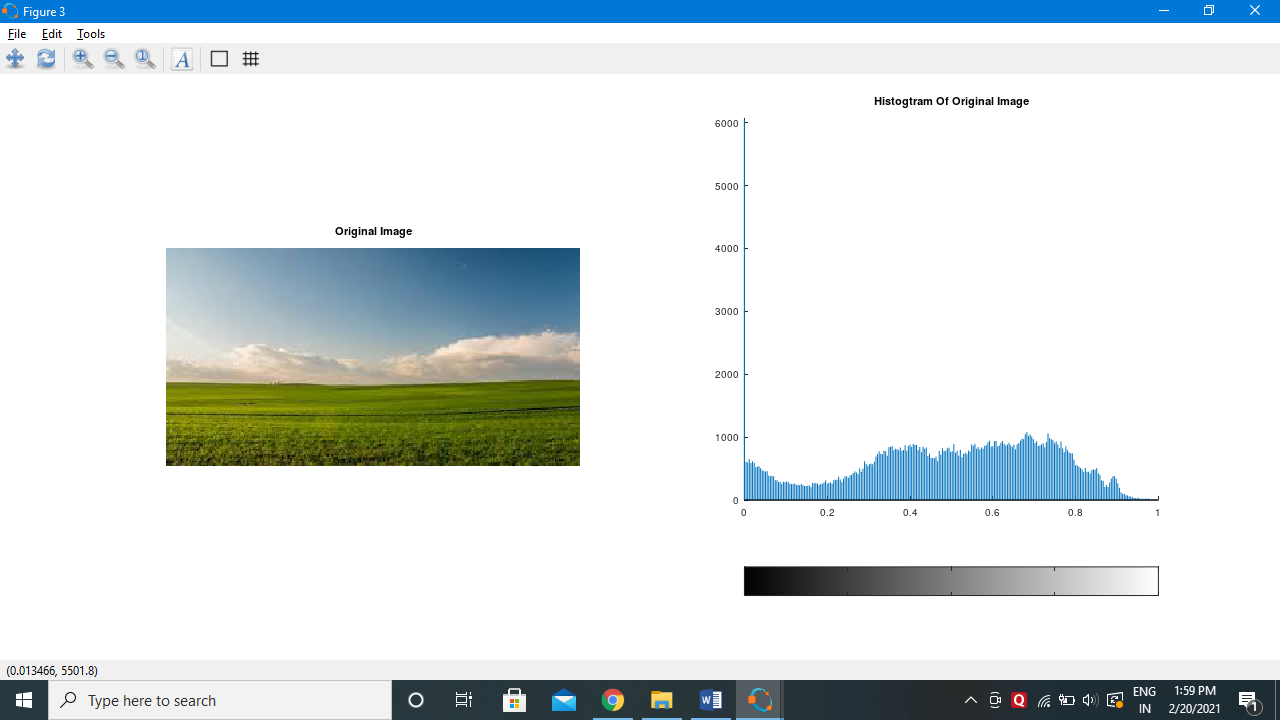 Figure 3
File Edit Tools
1
A
Original Image
Histogtram Of Original Image
6000
5000
4000
3000
2000
1000
0
0 0.2 0.4 0.6 0.8 1
(0.013466, 5501.8)
Type here to search
W
Q
ENG
IN
1:59 PM
2/20/2021
1